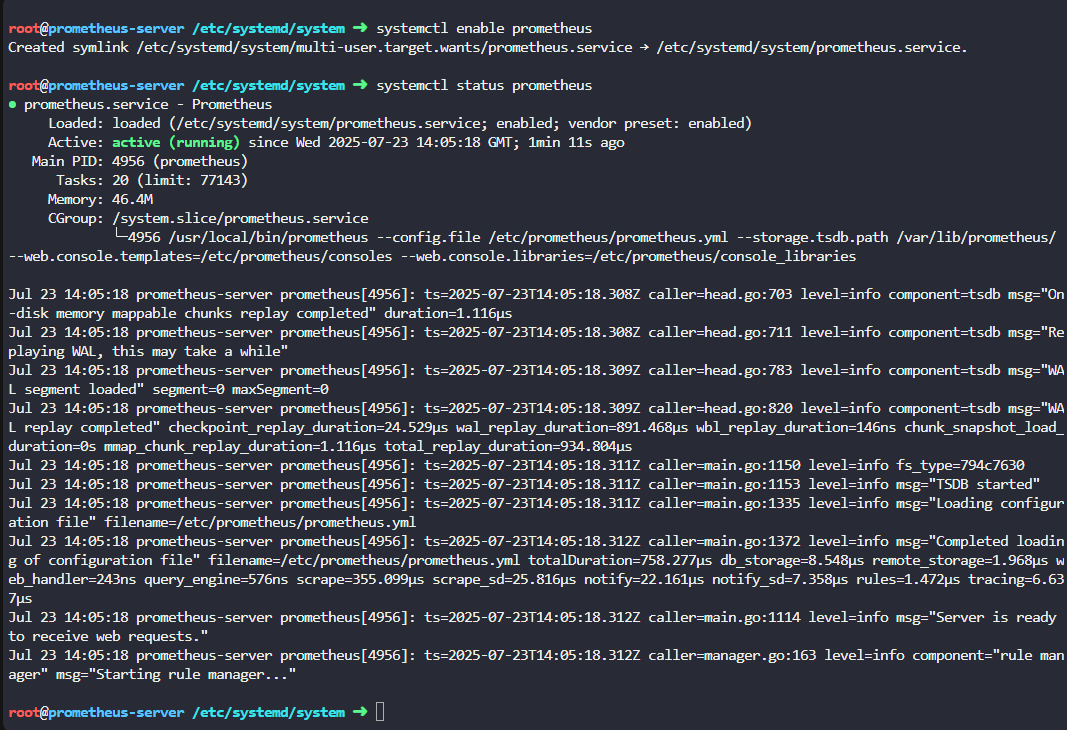 root@prometheus-server /etc/systemd/system ➜ systemctl enable prometheus
Created symlink /etc/systemd/system/multi-user.target.wants/prometheus.service → /etc/systemd/system/prometheus.service.
root@prometheus-server /etc/systemd/system ➜ systemctl status prometheus
● prometheus.service - Prometheus
Loaded: loaded (/etc/systemd/system/prometheus.service; enabled; vendor preset: enabled)
Active: active (running) since Wed 2025-07-23 14:05:18 GMT; 1min 11s ago
Main PID: 4956 (prometheus)
Tasks: 20 (limit: 77143)
Memory: 46.4M
CGroup: /system.slice/prometheus.service
└─4956 /usr/local/bin/prometheus --config.file /etc/prometheus/prometheus.yml --storage.tsdb.path /var/lib/prometheus/
--web.console.templates=/etc/prometheus/consoles --web.console.libraries=/etc/prometheus/console_libraries
Jul 23 14:05:18 prometheus-server prometheus[4956]: ts=2025-07-23T14:05:18.308Z caller=head.go:703 level=info component=tsdb msg="On
-disk memory mappable chunks replay completed" duration=1.116µs
Jul 23 14:05:18 prometheus-server prometheus[4956]: ts=2025-07-23T14:05:18.308Z caller=head.go:711 level=info component=tsdb msg="Re
playing WAL, this may take a while"
Jul 23 14:05:18 prometheus-server prometheus[4956]: ts=2025-07-23T14:05:18.309Z caller=head.go:783 level=info component=tsdb msg="WA
L segment loaded" segment=0 maxSegment=0
Jul 23 14:05:18 prometheus-server prometheus[4956]: ts=2025-07-23T14:05:18.309Z caller=head.go:820 level=info component=tsdb msg="WA
L replay completed" checkpoint_replay_duration=24.529µs wal_replay_duration=891.468µs wbl_replay_duration=146ns chunk_snapshot_load_
duration=0s mmap_chunk_replay_duration=1.116µs total_replay_duration=934.804µs
Jul 23 14:05:18 prometheus-server prometheus[4956]: ts=2025-07-23T14:05:18.311Z caller=main.go:1150 level=info fs_type=794c7630
Jul 23 14:05:18 prometheus-server prometheus[4956]: ts=2025-07-23T14:05:18.311Z caller=main.go:1153 level=info msg="TSDB started"
Jul 23 14:05:18 prometheus-server prometheus[4956]: ts=2025-07-23T14:05:18.311Z caller=main.go:1335 level=info msg="Loading configur
ation file" filename=/etc/prometheus/prometheus.yml
Jul 23 14:05:18 prometheus-server prometheus[4956]: ts=2025-07-23T14:05:18.312Z caller=main.go:1372 level=info msg="Completed loadin
g of configuration file" filename=/etc/prometheus/prometheus.yml totalDuration=758.277µs db_storage=8.548µs remote_storage=1.968µs w
eb_handler=243ns query_engine=576ns scrape=355.099µs scrape_sd=25.816µs notify=22.161µs notify_sd=7.358µs rules=1.472µs tracing=6.63
7µs
Jul 23 14:05:18 prometheus-server prometheus[4956]: ts=2025-07-23T14:05:18.312Z caller=main.go:1114 level=info msg="Server is ready
to receive web requests."
Jul 23 14:05:18 prometheus-server prometheus[4956]: ts=2025-07-23T14:05:18.312Z caller=manager.go:163 level=info component="rule man
ager" msg="Starting rule manager..."
root@prometheus-server /etc/systemd/system ➜